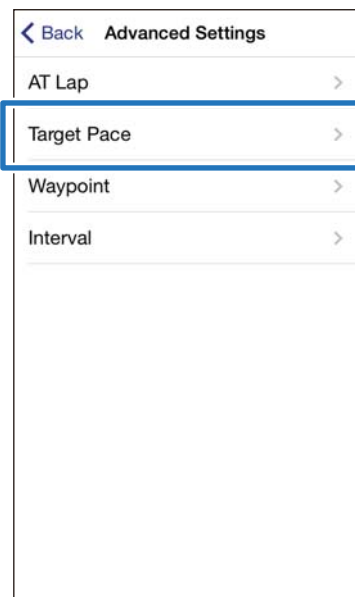 Back Advanced Settings
AT Lap
Target Pace
Waypoint
Interval